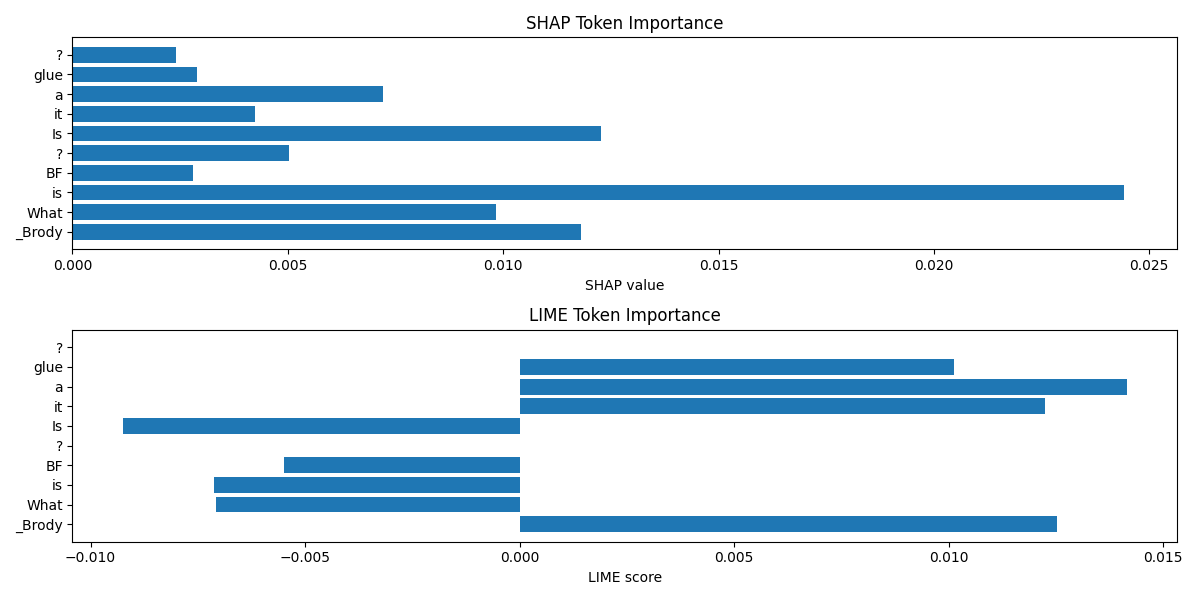 SHAP Token Importance
?
glue
a
it
Is
?
BF
is
What
_Brody
0.000 0.005 0.010 0.015 0.020 0.025
SHAP value
LIME Token Importance
?
glue
a
it
Is
?
BF
is
What
_Brody
−0.010 −0.005 0.000 0.005 0.010 0.015
LIME score